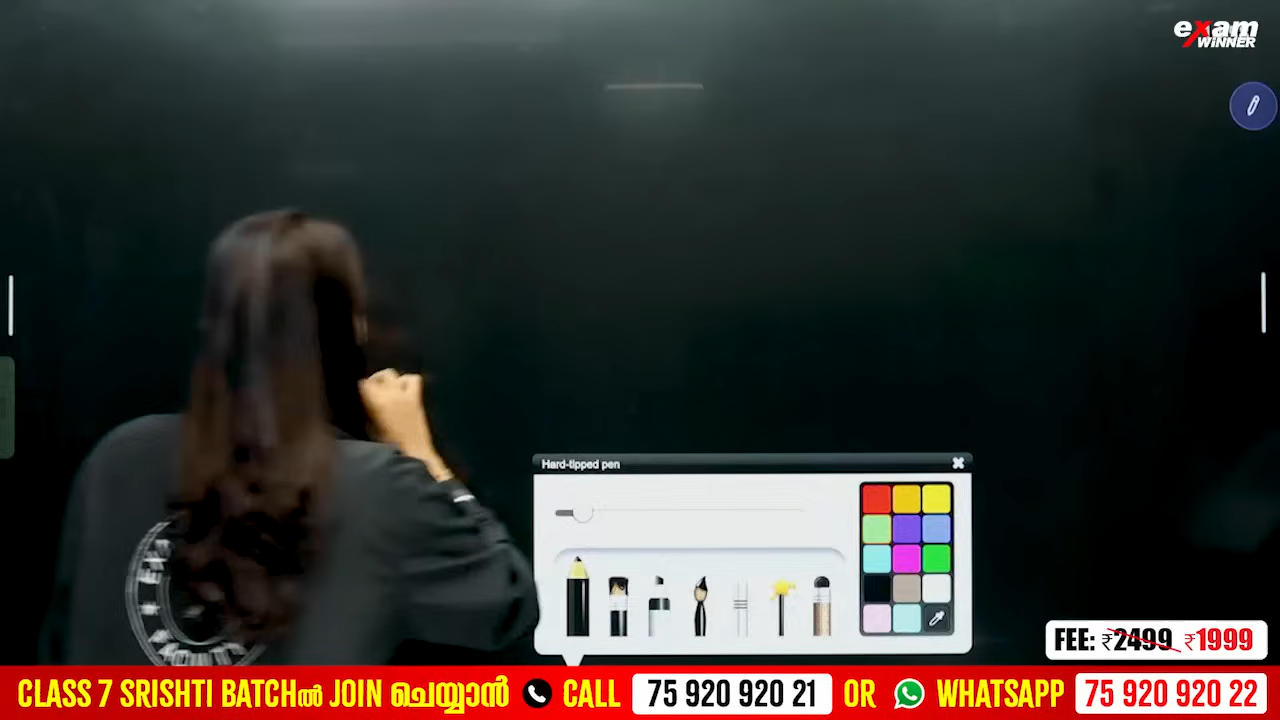 exam
WINNER
Hard-tipped pen
FEE: ₹2499 ₹1999
CLASS 7 SRISHTI BATCHൽ JOIN ചെയ്യാൻ CALL 75 920 920 21 OR WHATSAPP 75 920 920 22